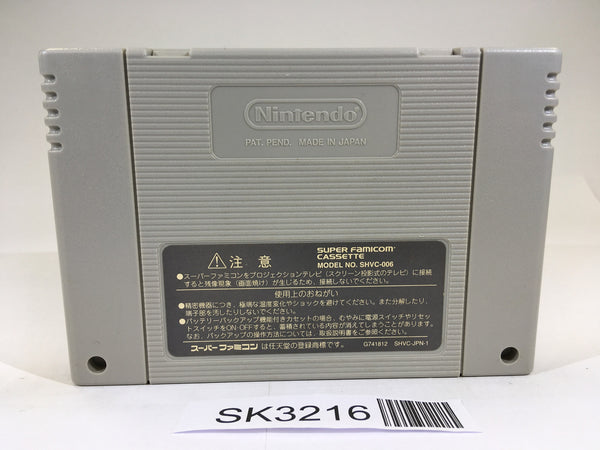 Nintendo
PAT. PEND. MADE IN JAPAN
⚠注意
SUPER FAMICOM
CASSETTE
MODEL NO. SHVC-006
●スーパーファミコンをプロジェクションテレビ(スクリーン投影式のテレビ)に接続
すると残像現象(画面焼け)が生じるため、接続しないでください。
使用上のおねがい
●精密機器につき、極端な温度変化やショックを避けてください。また分解したり、
端子部を汚したりしないでください。
●バッテリーバックアップ機能付きカセットの場合、むやみに電源スイッチやリセ
ットスイッチをON・OFFすると、蓄積されている内容が消えてしまうことがありま
す。なお、バックアップの操作方法については、取扱説明書をご参照ください。
スーパーファミコンは任天堂の登録商標です。
G741812 SHVC-JPN-1
SK3216